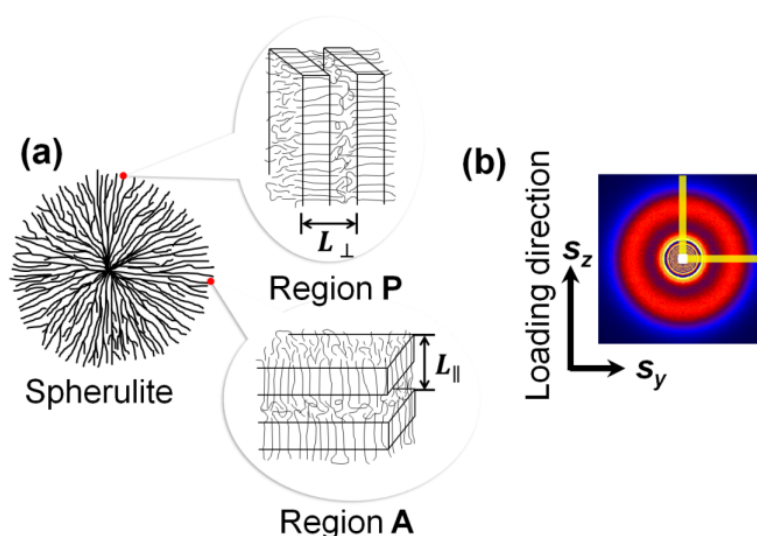 (a)
L⊥
Region P
Spherulite
L∥
Region A
(b)
Loading direction
sz
sy